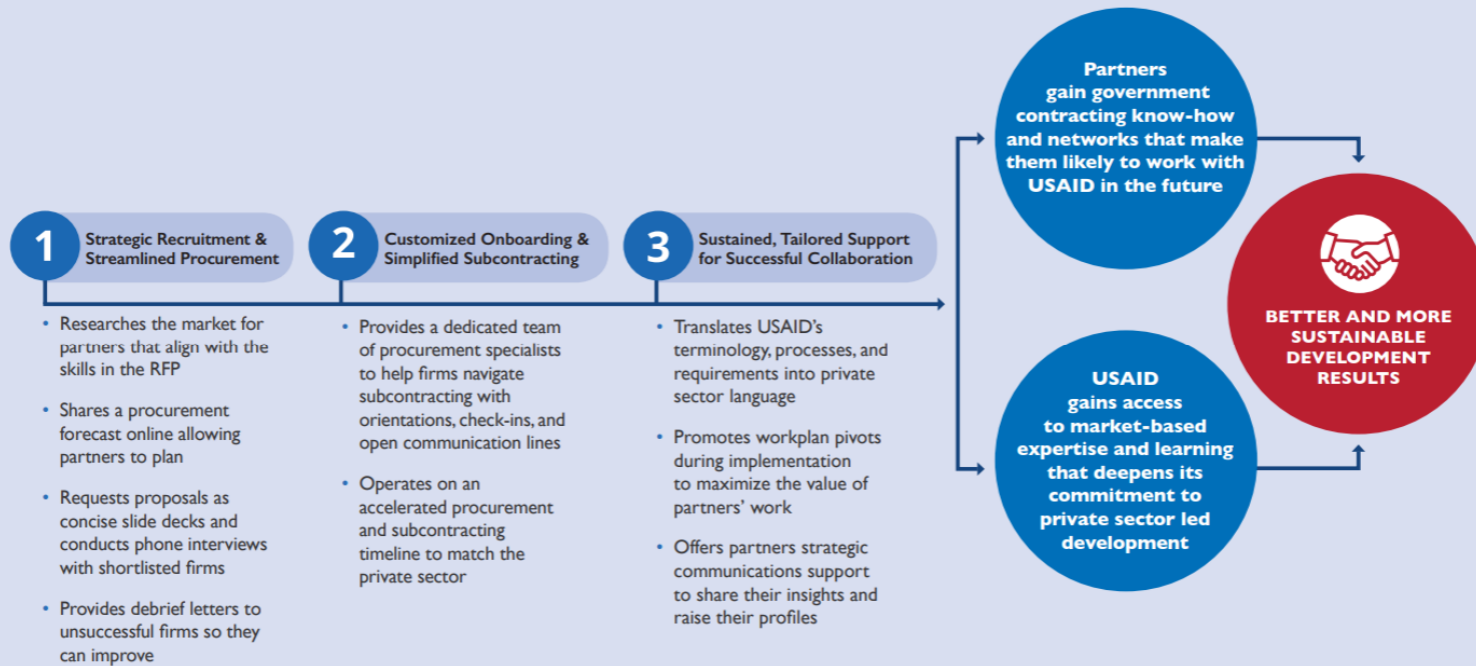 1
Strategic Recruitment &
Streamlined Procurement
• Researches the market for
partners that align with the
skills in the RFP
• Shares a procurement
forecast online allowing
partners to plan
• Requests proposals as
concise slide decks and
conducts phone interviews
with shortlisted firms
• Provides debrief letters to
unsuccessful firms so they
can improve
2
Customized Onboarding &
Simplified Subcontracting
• Provides a dedicated team
of procurement specialists
to help firms navigate
subcontracting with
orientations, check-ins, and
open communication lines
• Operates on an
accelerated procurement
and subcontracting
timeline to match the
private sector
3
Sustained, Tailored Support
for Successful Collaboration
• Translates USAID’s
terminology, processes, and
requirements into private
sector language
• Promotes workplan pivots
during implementation
to maximize the value of
partners’ work
• Offers partners strategic
communications support
to share their insights and
raise their profiles
Partners
gain government
contracting know-how
and networks that make
them likely to work with
USAID in the future
USAID
gains access
to market-based
expertise and learning
that deepens its
commitment to
private sector led
development
BETTER AND MORE
SUSTAINABLE
DEVELOPMENT
RESULTS